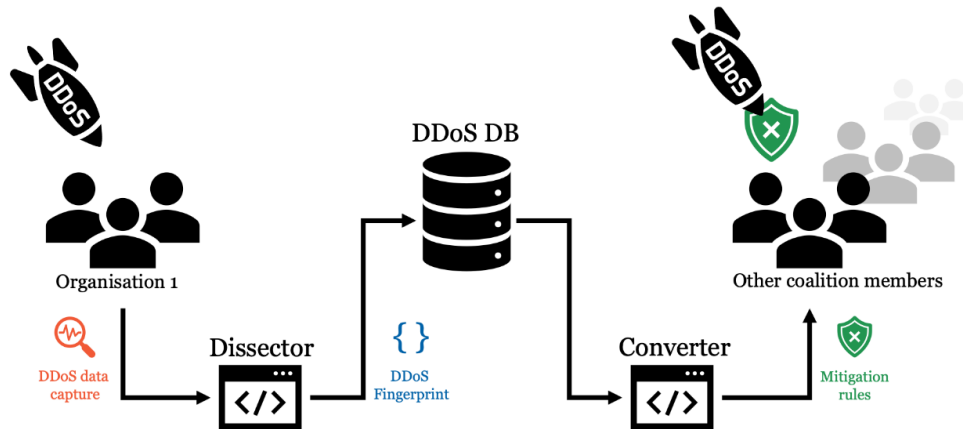 DDoS
DDoS
DDoS DB
Organisation 1
Other coalition members
DDoS data
capture
Dissector
</>
{ }
DDoS
Fingerprint
Converter
</>
Mitigation
rules